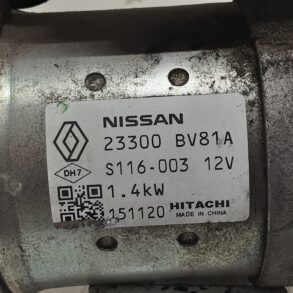 NISSAN
23300 BV81A
DH7
S116-003 12V
1.4kW
151120 HITACHI
MADE IN CHINA